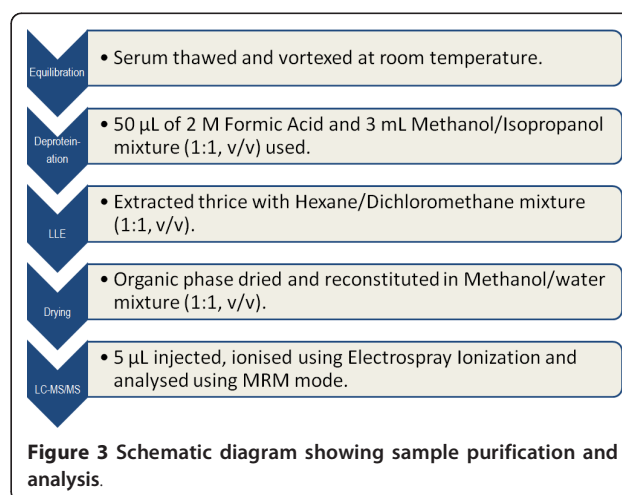 Equilibration
• Serum thawed and vortexed at room temperature.
Deprotein-
ation
• 50 µL of 2 M Formic Acid and 3 mL Methanol/Isopropanol
mixture (1:1, v/v) used.
LLE
• Extracted thrice with Hexane/Dichloromethane mixture
(1:1, v/v).
Drying
• Organic phase dried and reconstituted in Methanol/water
mixture (1:1, v/v).
LC-MS/MS
• 5 µL injected, ionised using Electrospray Ionization and
analysed using MRM mode.
Figure 3 Schematic diagram showing sample purification and
analysis.